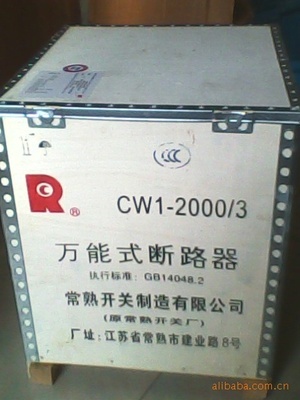 CCC
R ®
CW1-2000/3
万能式断路器
执行标准: GB14048.2
常熟开关制造有限公司
(原常熟开关厂)
厂址:江苏省常熟市建业路8号
alibaba.com.cn